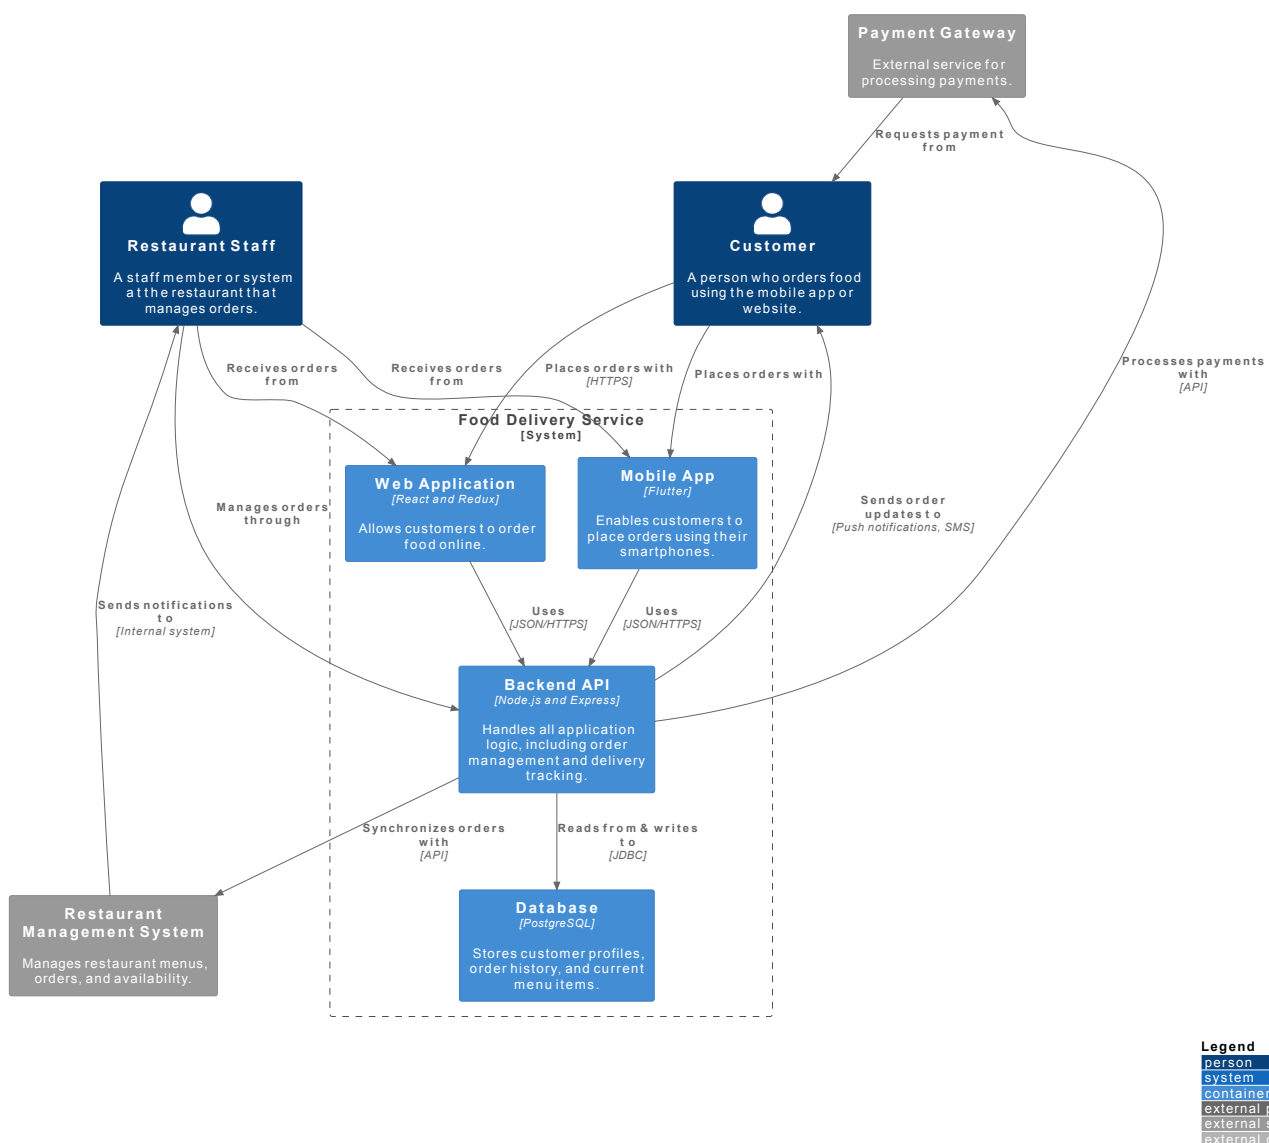 Payment Gateway
External service for
processing payments.
Requests payment
from
Restaurant Staff
A staff member or system
at the restaurant that
manages orders.
Customer
A person who orders food
using the mobile app or
website.
Receives orders
from
Receives orders
from
Places orders with
[HTTPS]
Places orders with
Processes payments
with
[API]
Food Delivery Service
[System]
Web Application
[React and Redux]
Allows customers to order
food online.
Mobile App
[Flutter]
Enables customers to
place orders using their
smartphones.
Manages orders
through
Sends order
updates to
[Push notifications, SMS]
Sends notifications
to
[Internal system]
Uses
[JSON/HTTPS]
Uses
[JSON/HTTPS]
Backend API
[Node.js and Express]
Handles all application
logic, including order
management and delivery
tracking.
Synchronizes orders
with
[API]
Reads from & writes
to
[JDBC]
Restaurant
Management System
Manages restaurant menus,
orders, and availability.
Database
[PostgreSQL]
Stores customer profiles,
order history, and current
menu items.
Legend
person
system
container
external
external
external